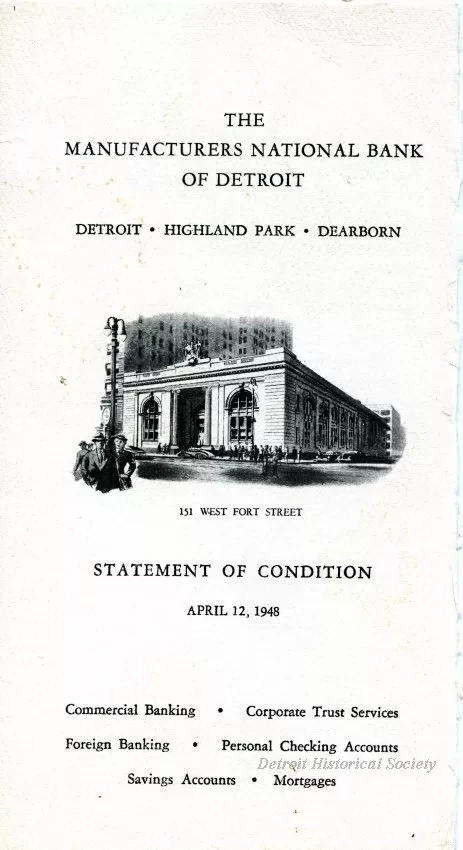 THE
MANUFACTURERS NATIONAL BANK
OF DETROIT
DETROIT • HIGHLAND PARK • DEARBORN
151 WEST FORT STREET
STATEMENT OF CONDITION
APRIL 12, 1948
Commercial Banking • Corporate Trust Services
Foreign Banking • Personal Checking Accounts
Detroit Historical Society
Savings Accounts • Mortgages